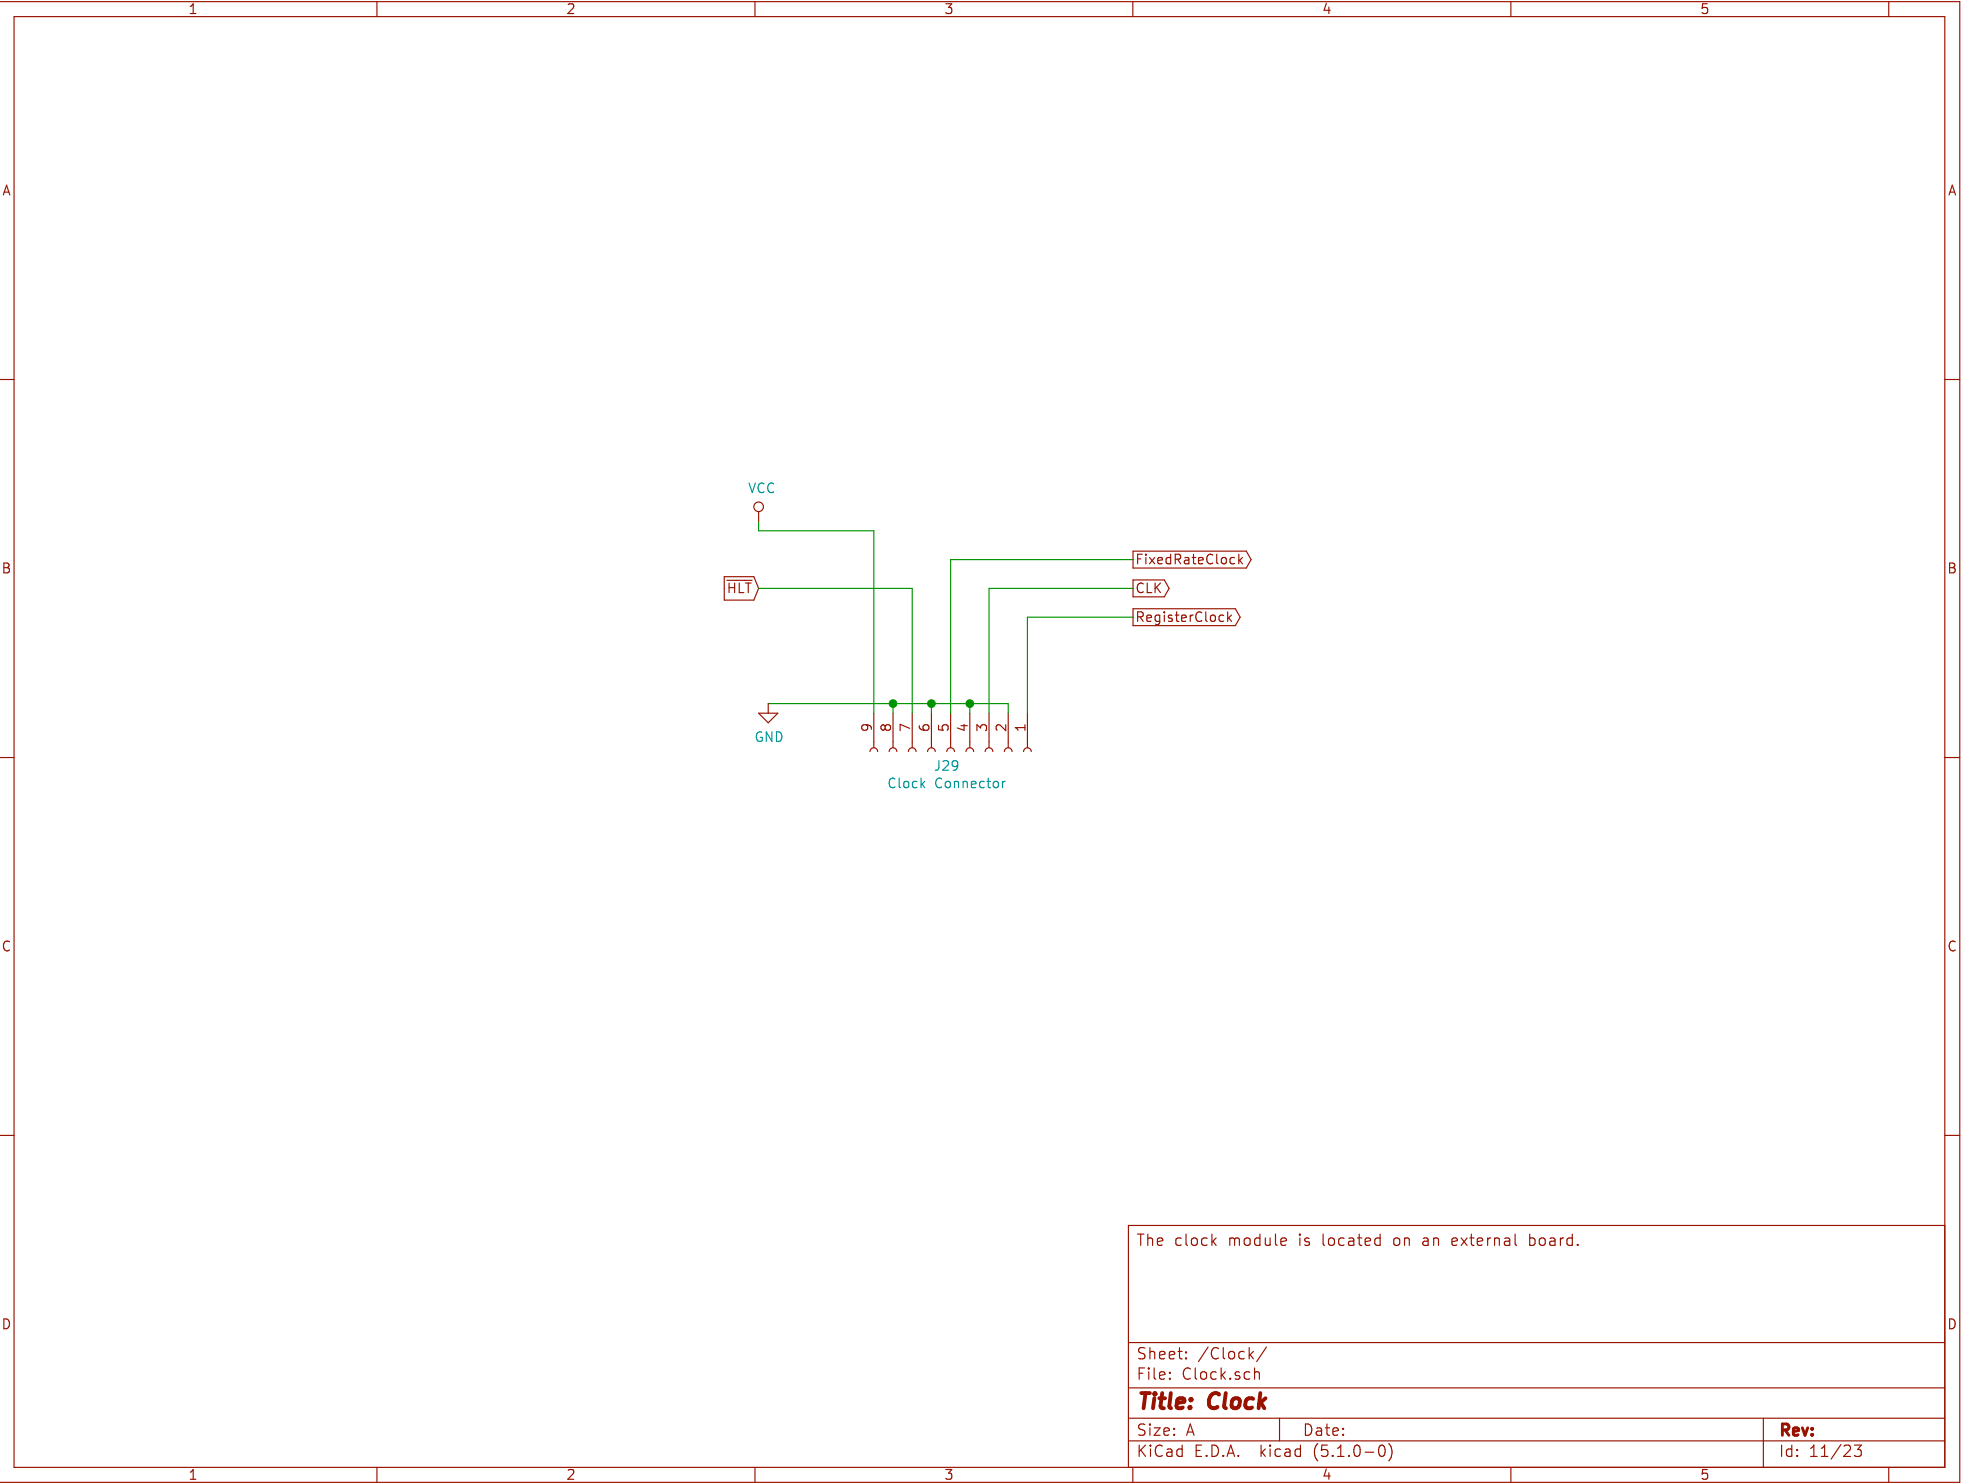 1 2 3 4 5
A A
VCC
FixedRateClock
B B
HLT CLK
RegisterClock
9 8 7 6 5 4 3 2 1
GND
J29
Clock Connector
C C
The clock module is located on an external board.
D D
Sheet: /Clock/
File: Clock.sch
Title: Clock
Size: A Date: Rev:
KiCad E.D.A. kicad (5.1.0-0) Id: 11/23
1 2 3 4 5